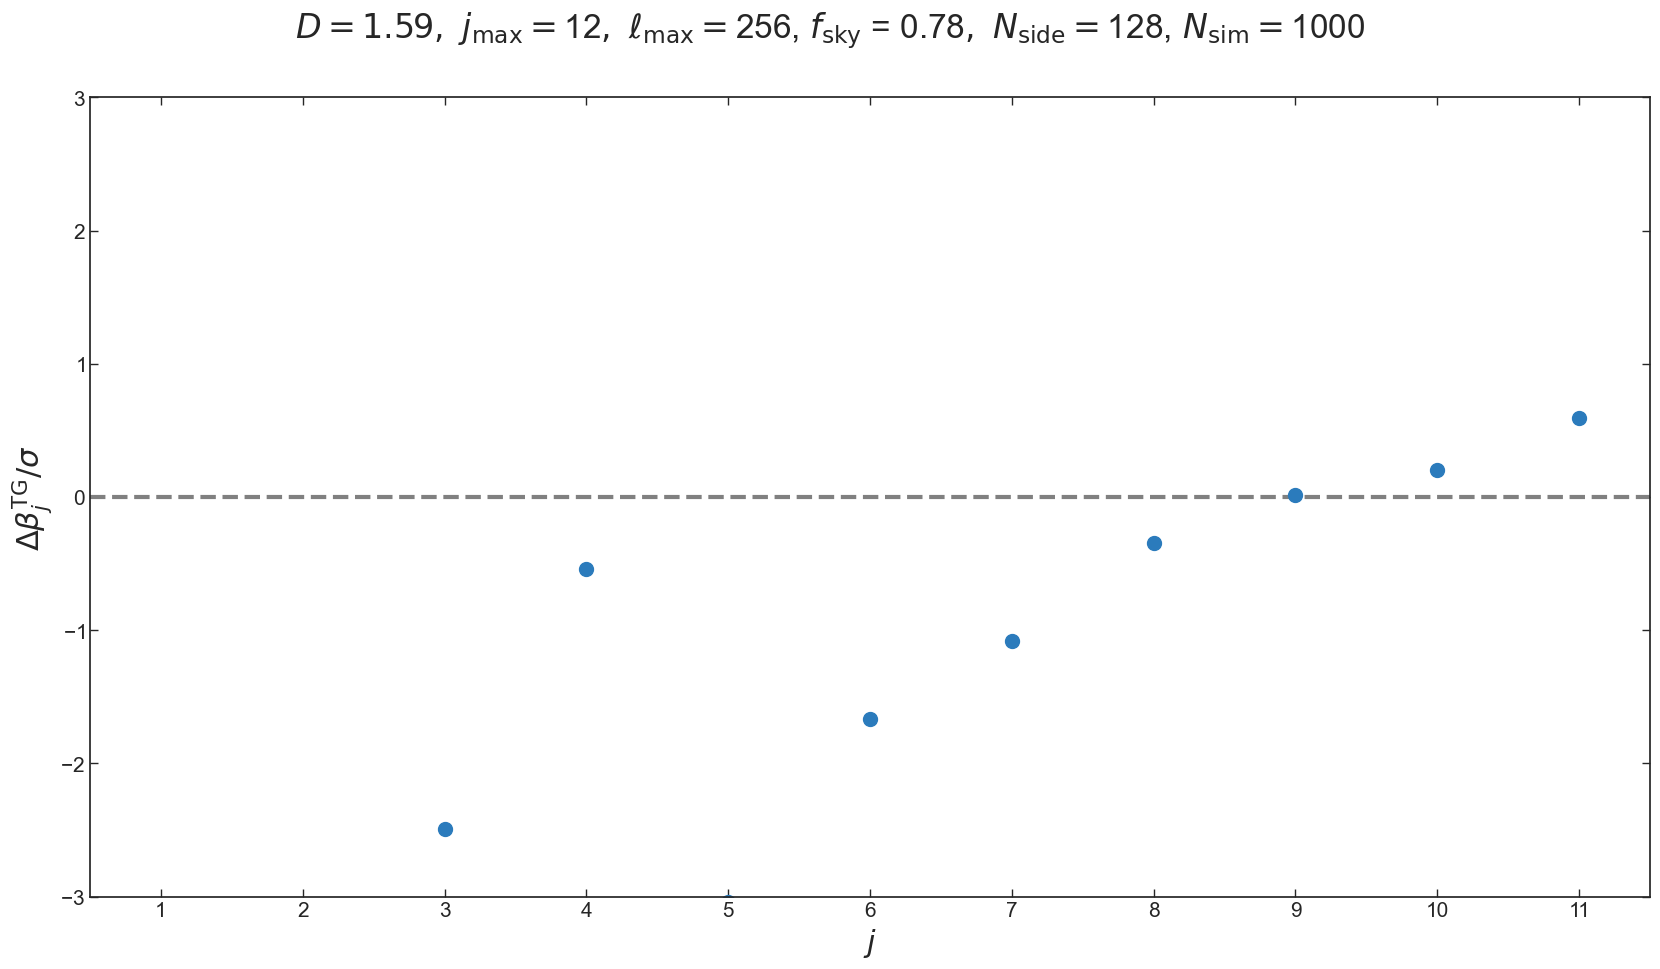 D = 1.59, j_max = 12, ℓ_max = 256, f_sky = 0.78, N_side = 128, N_sim = 1000
3
2
1
0
−1
−2
−3
Δβ_j^TG/σ
1 2 3 4 5 6 7 8 9 10 11
j